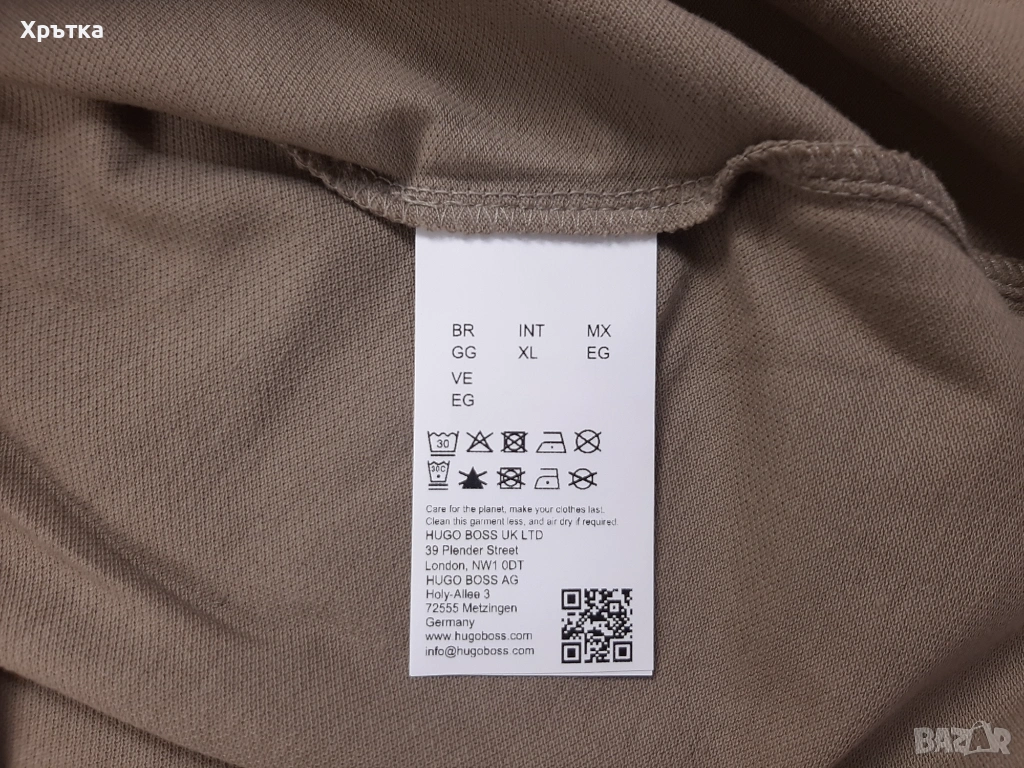 Хрътка
BR INT MX
GG XL EG
VE
EG
30
30C
Care for the planet, make your clothes last.
Clean this garment less, and air dry if required.
HUGO BOSS UK LTD
39 Plender Street
London, NW1 0DT
HUGO BOSS AG
Holy-Allee 3
72555 Metzingen
Germany
www.hugoboss.com
info@hugoboss.com
BAZAR